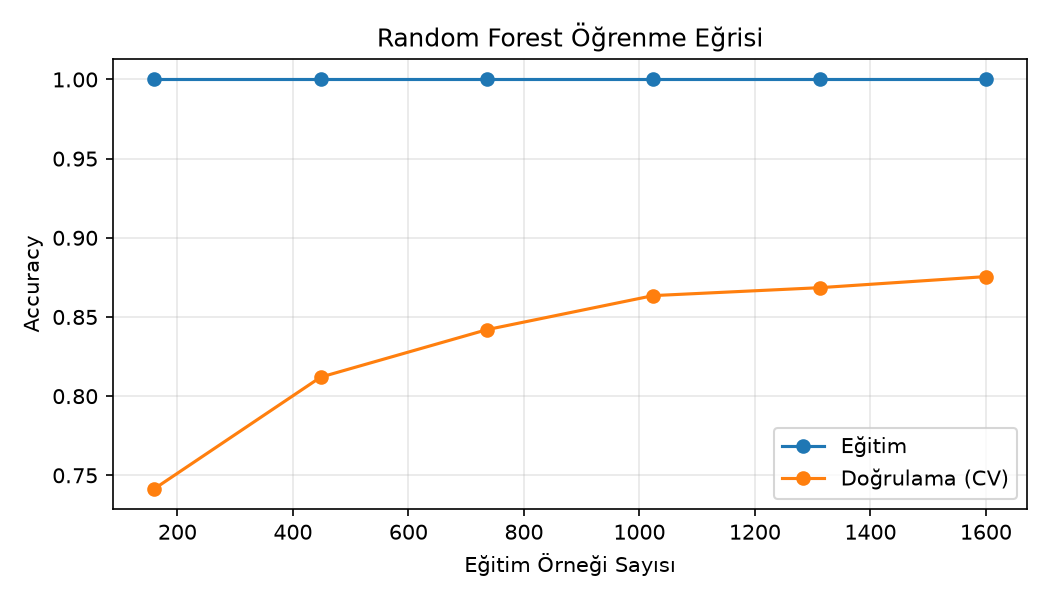 Random Forest Öğrenme Eğrisi
Accuracy
1.00
0.95
0.90
0.85
0.80
0.75
Eğitim
Doğrulama (CV)
200 400 600 800 1000 1200 1400 1600
Eğitim Örneği Sayısı